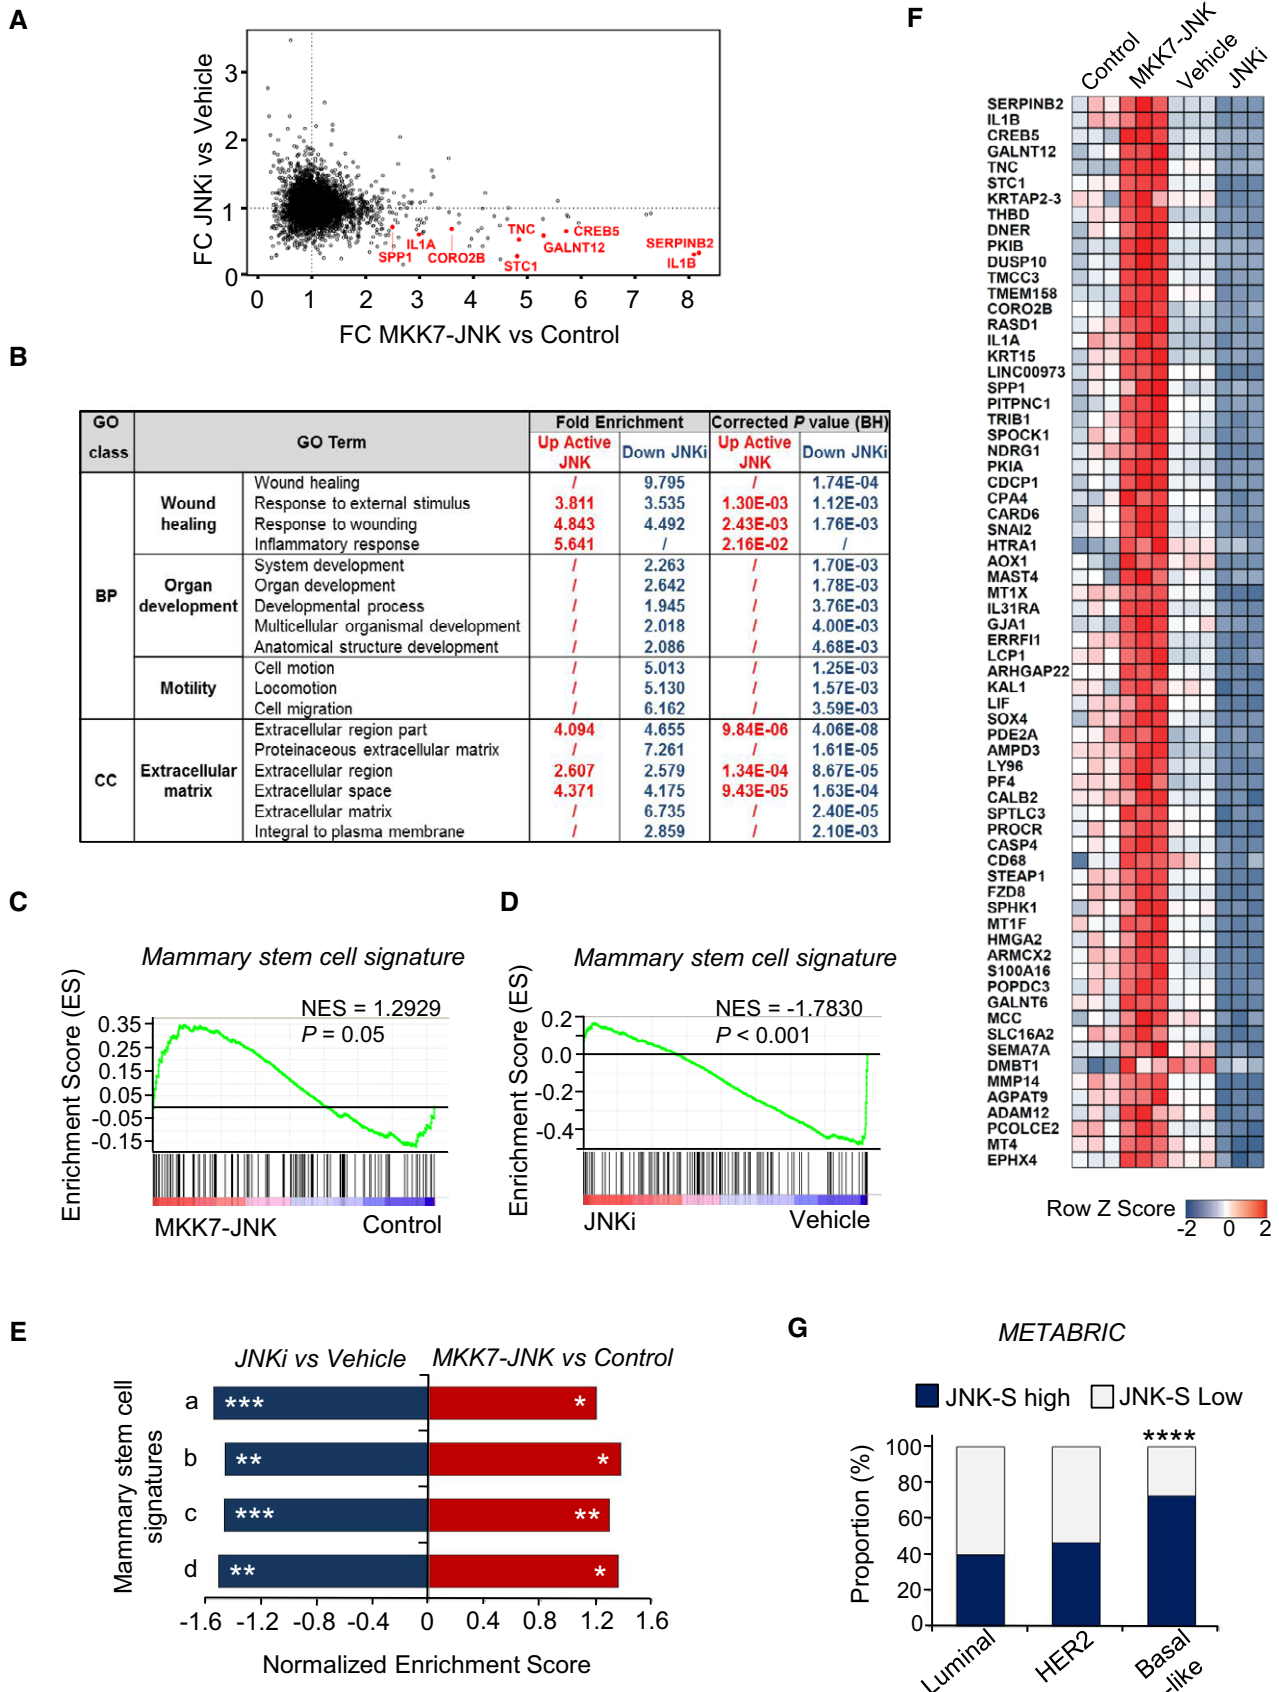 A
FC JNKi vs Vehicle
3
2
1
0
TNC
CREB5
IL1A
GALNT12
SERPINB2
SPP1
CORO2B
STC1
IL1B
0 1 2 3 4 5 6 7 8
FC MKK7-JNK vs Control
B
GO class
GO Term
Fold Enrichment
Corrected P value (BH)
Up Active JNK
Down JNKi
Up Active JNK
Down JNKi
BP
Wound healing
Wound healing / 9.795 / 1.74E-04
Response to external stimulus 3.811 3.535 1.30E-03 1.12E-03
Response to wounding 4.843 4.492 2.43E-03 1.76E-03
Inflammatory response 5.641 / 2.16E-02 /
Organ development
System development / 2.263 / 1.70E-03
Organ development / 2.642 / 1.78E-03
Developmental process / 1.945 / 3.76E-03
Multicellular organismal development / 2.018 / 4.00E-03
Anatomical structure development / 2.086 / 4.68E-03
Motility
Cell motion / 5.013 / 1.25E-03
Locomotion / 5.130 / 1.57E-03
Cell migration / 6.162 / 3.59E-03
CC
Extracellular matrix
Extracellular region part 4.094 4.655 9.84E-06 4.06E-08
Proteinaceous extracellular matrix / 7.261 / 1.61E-05
Extracellular region 2.607 2.579 1.34E-04 8.67E-05
Extracellular space 4.371 4.175 9.43E-05 1.63E-04
Extracellular matrix / 6.735 / 2.40E-05
Integral to plasma membrane / 2.859 / 2.10E-03
C
Mammary stem cell signature
NES = 1.2929
P = 0.05
Enrichment Score (ES)
0.35
0.25
0.15
0.05
-0.05
-0.15
MKK7-JNK Control
D
Mammary stem cell signature
NES = -1.7830
P < 0.001
Enrichment Score (ES)
0.2
0.0
-0.2
-0.4
JNKi Vehicle
E
JNKi vs Vehicle MKK7-JNK vs Control
Mammary stem cell signatures
a *** *
b ** *
c *** **
d ** *
-1.6 -1.2 -0.8 -0.4 0 0.4 0.8 1.2 1.6
Normalized Enrichment Score
F
Control MKK7-JNK Vehicle JNKi
SERPINB2
IL1B
CREB5
GALNT12
TNC
STC1
KRTAP2-3
THBD
DNER
PKIB
DUSP10
TMCC3
TMEM158
CORO2B
RASD1
IL1A
KRT15
LINC00973
SPP1
PITPNC1
TRIB1
SPOCK1
NDRG1
PKIA
CDCP1
CPA4
CARD6
SNAI2
HTRA1
AOX1
MAST4
MT1X
IL31RA
GJA1
ERRFI1
LCP1
ARHGAP22
KAL1
LIF
SOX4
PDE2A
AMPD3
LY96
PF4
CALB2
SPTLC3
PROCR
CASP4
CD68
STEAP1
FZD8
SPHK1
MT1F
HMGA2
ARMCX2
S100A16
POPDC3
GALNT6
MCC
SLC16A2
SEMA7A
DMBT1
MMP14
AGPAT9
ADAM12
PCOLCE2
MT4
EPHX4
Row Z Score
-2 0 2
G
METABRIC
JNK-S high JNK-S Low
****
Proportion (%)
100
80
60
40
20
0
Luminal
HER2
Basal
-like